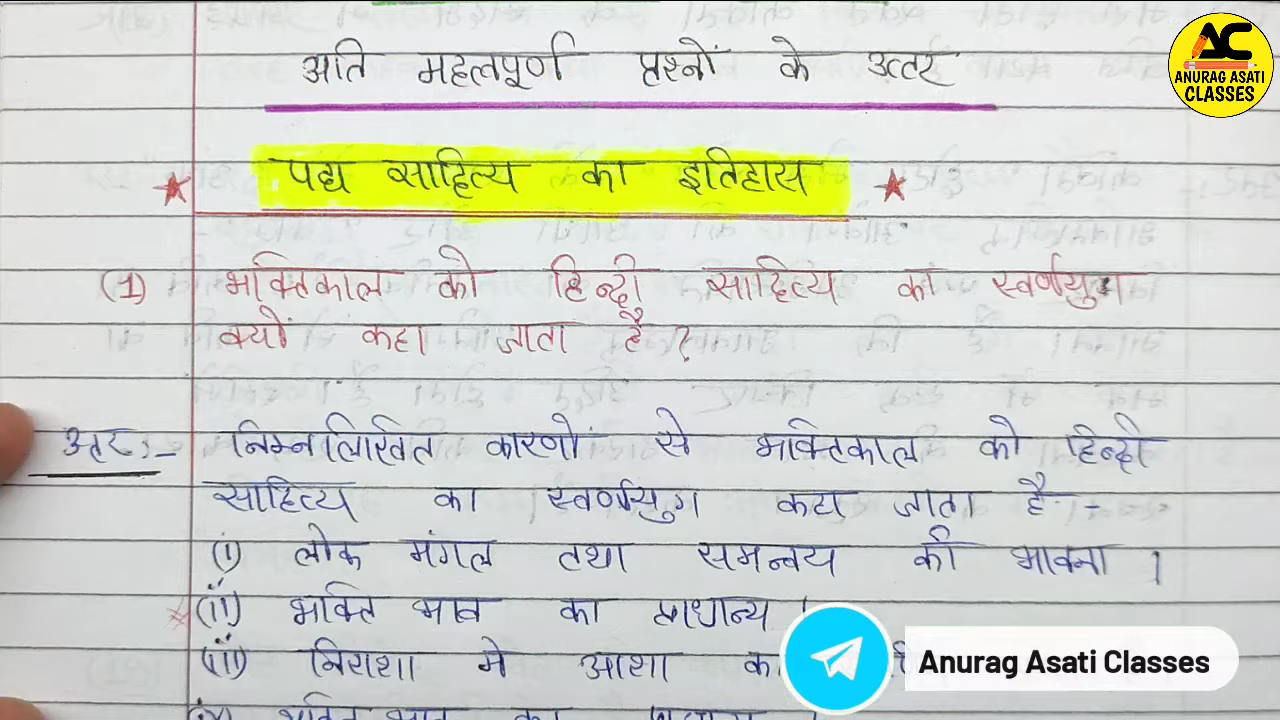 अति महत्वपूर्ण प्रश्नों के उत्तर
AC
ANURAG ASATI
CLASSES
पद्य साहित्य का इतिहास
(1) भक्तिकाल को हिन्दी साहित्य का स्वर्णयुग
क्यों कहा जाता है?
उत्तर:- निम्नलिखित कारणों से भक्तिकाल को हिन्दी
साहित्य का स्वर्णयुग कहा जाता है -
(i) लोक मंगल तथा समन्वय की भावना ।
(ii) भक्ति भाव का प्राधान्य ।
(iii) निराशा में आशा का
Anurag Asati Classes